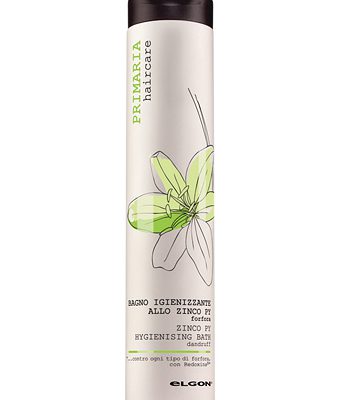 PRIMARIA
haircare
BAGNO IGIENIZZANTE
ALLO ZINCO PY
forfora
ZINCO PY
HYGIENISING BATH
dandruff
"...contro ogni tipo di forfora,
con Redoxina®"
ELGON®